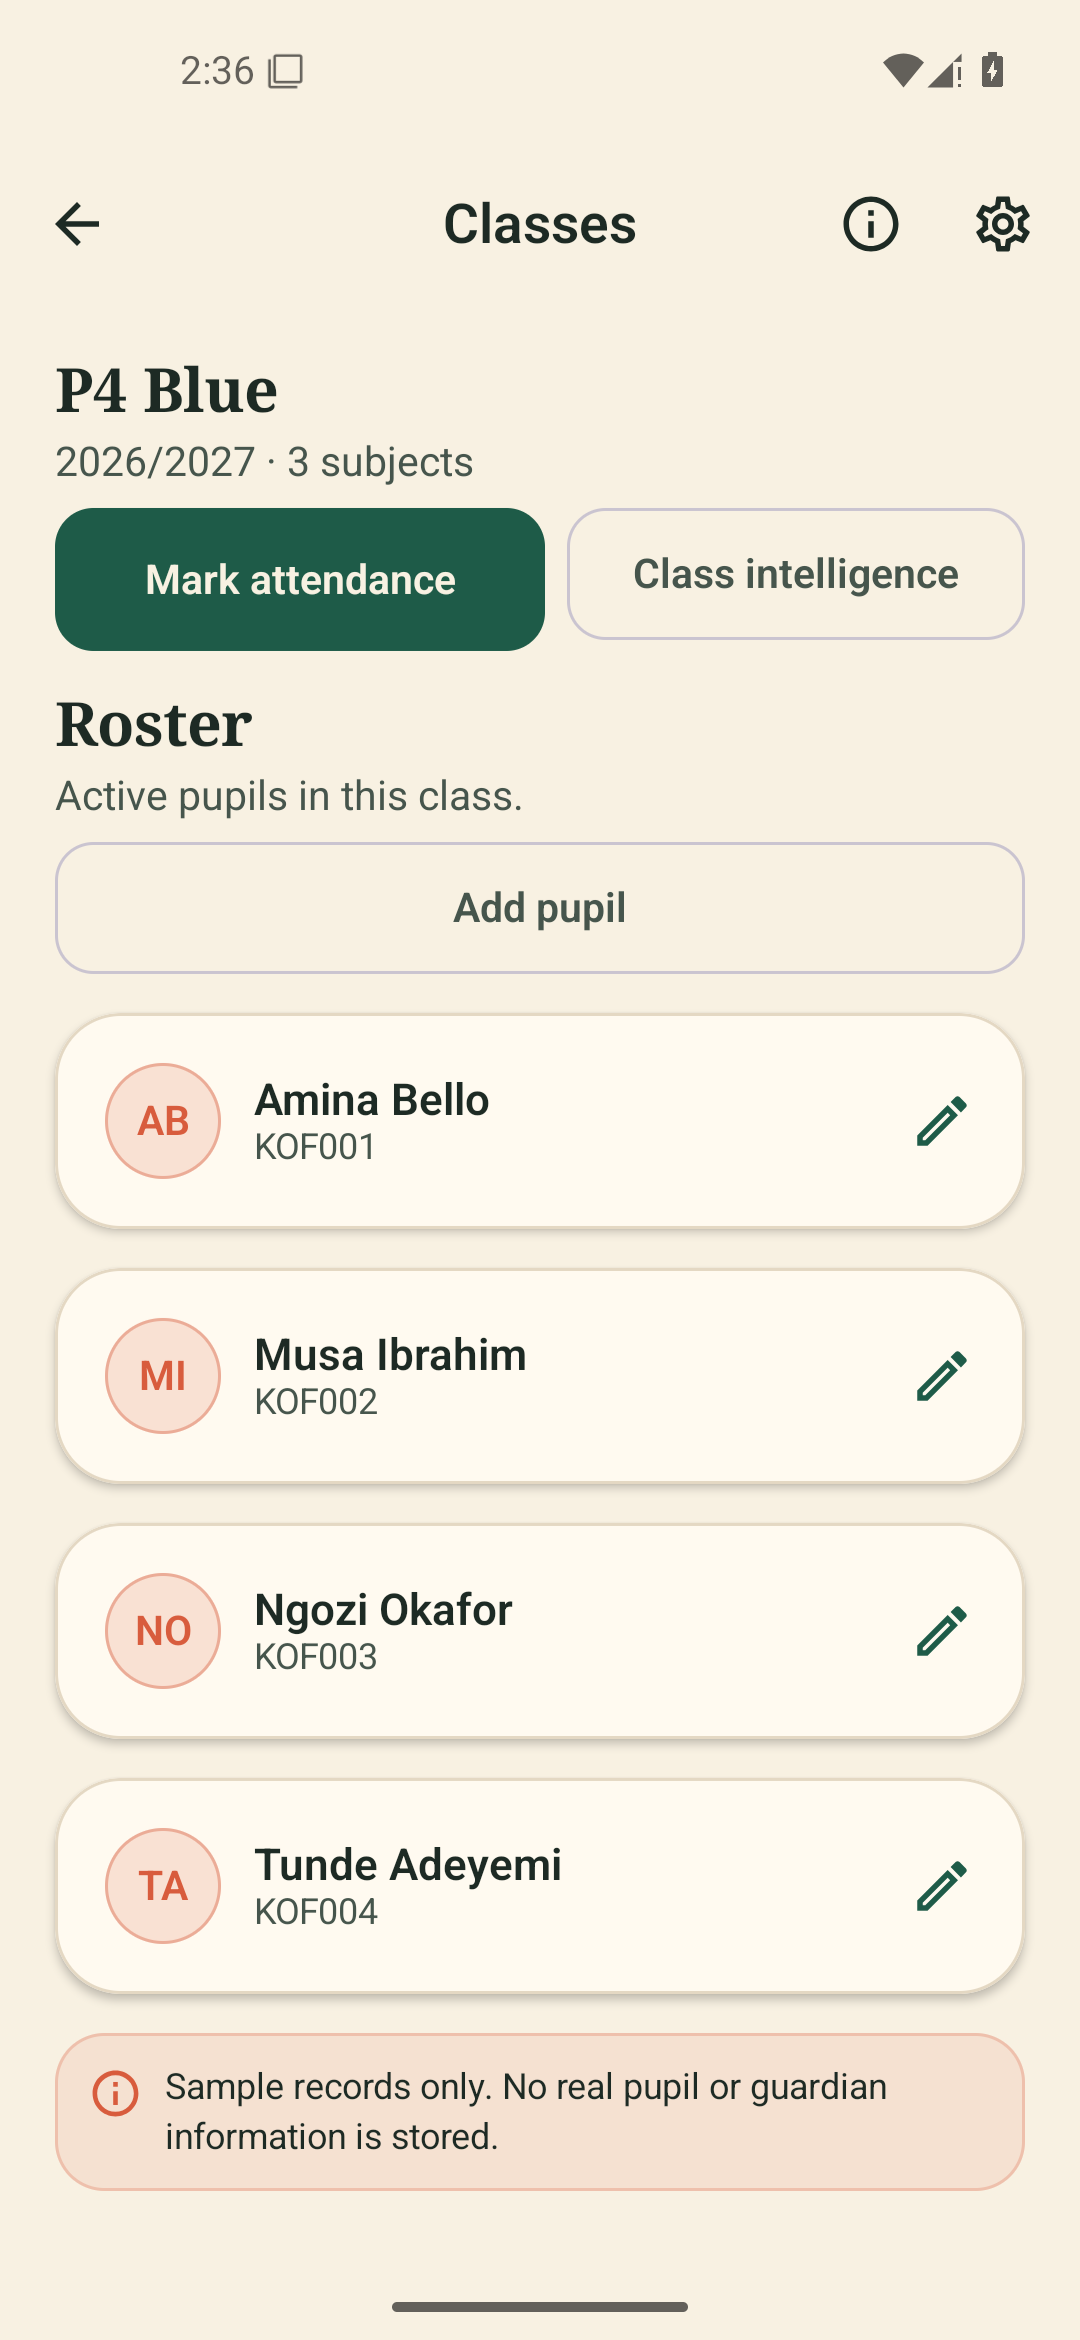 2:36
Classes
P4 Blue
2026/2027 · 3 subjects
Mark attendance
Class intelligence
Roster
Active pupils in this class.
Add pupil
AB
Amina Bello
KOF001
MI
Musa Ibrahim
KOF002
NO
Ngozi Okafor
KOF003
TA
Tunde Adeyemi
KOF004
Sample records only. No real pupil or guardian
information is stored.